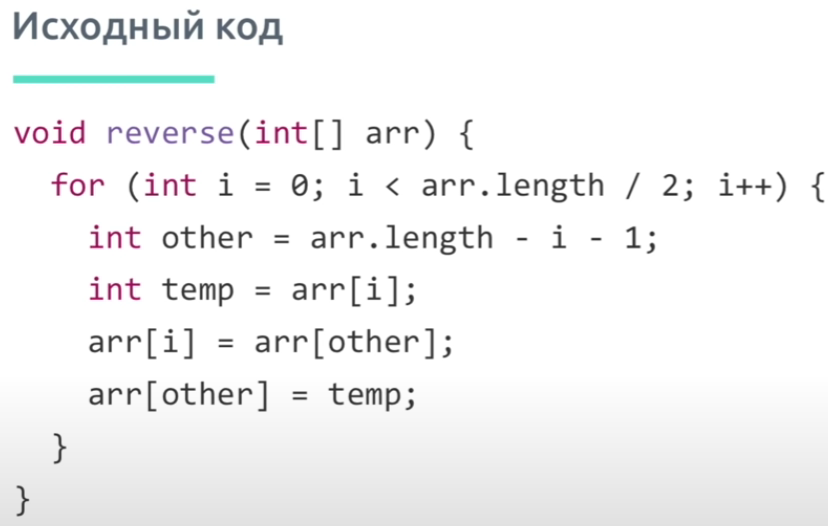 Исходный код
void reverse(int[] arr) {
  for (int i = 0; i < arr.length / 2; i++) {
    int other = arr.length - i - 1;
    int temp = arr[i];
    arr[i] = arr[other];
    arr[other] = temp;
  }
}